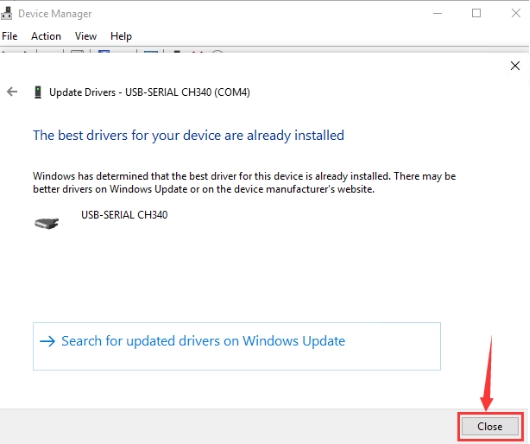 Device Manager
File Action View Help
Update Drivers - USB-SERIAL CH340 (COM4)
The best drivers for your device are already installed
Windows has determined that the best driver for this device is already installed. There may be
better drivers on Windows Update or on the device manufacturer's website.
USB-SERIAL CH340
Search for updated drivers on Windows Update
Close